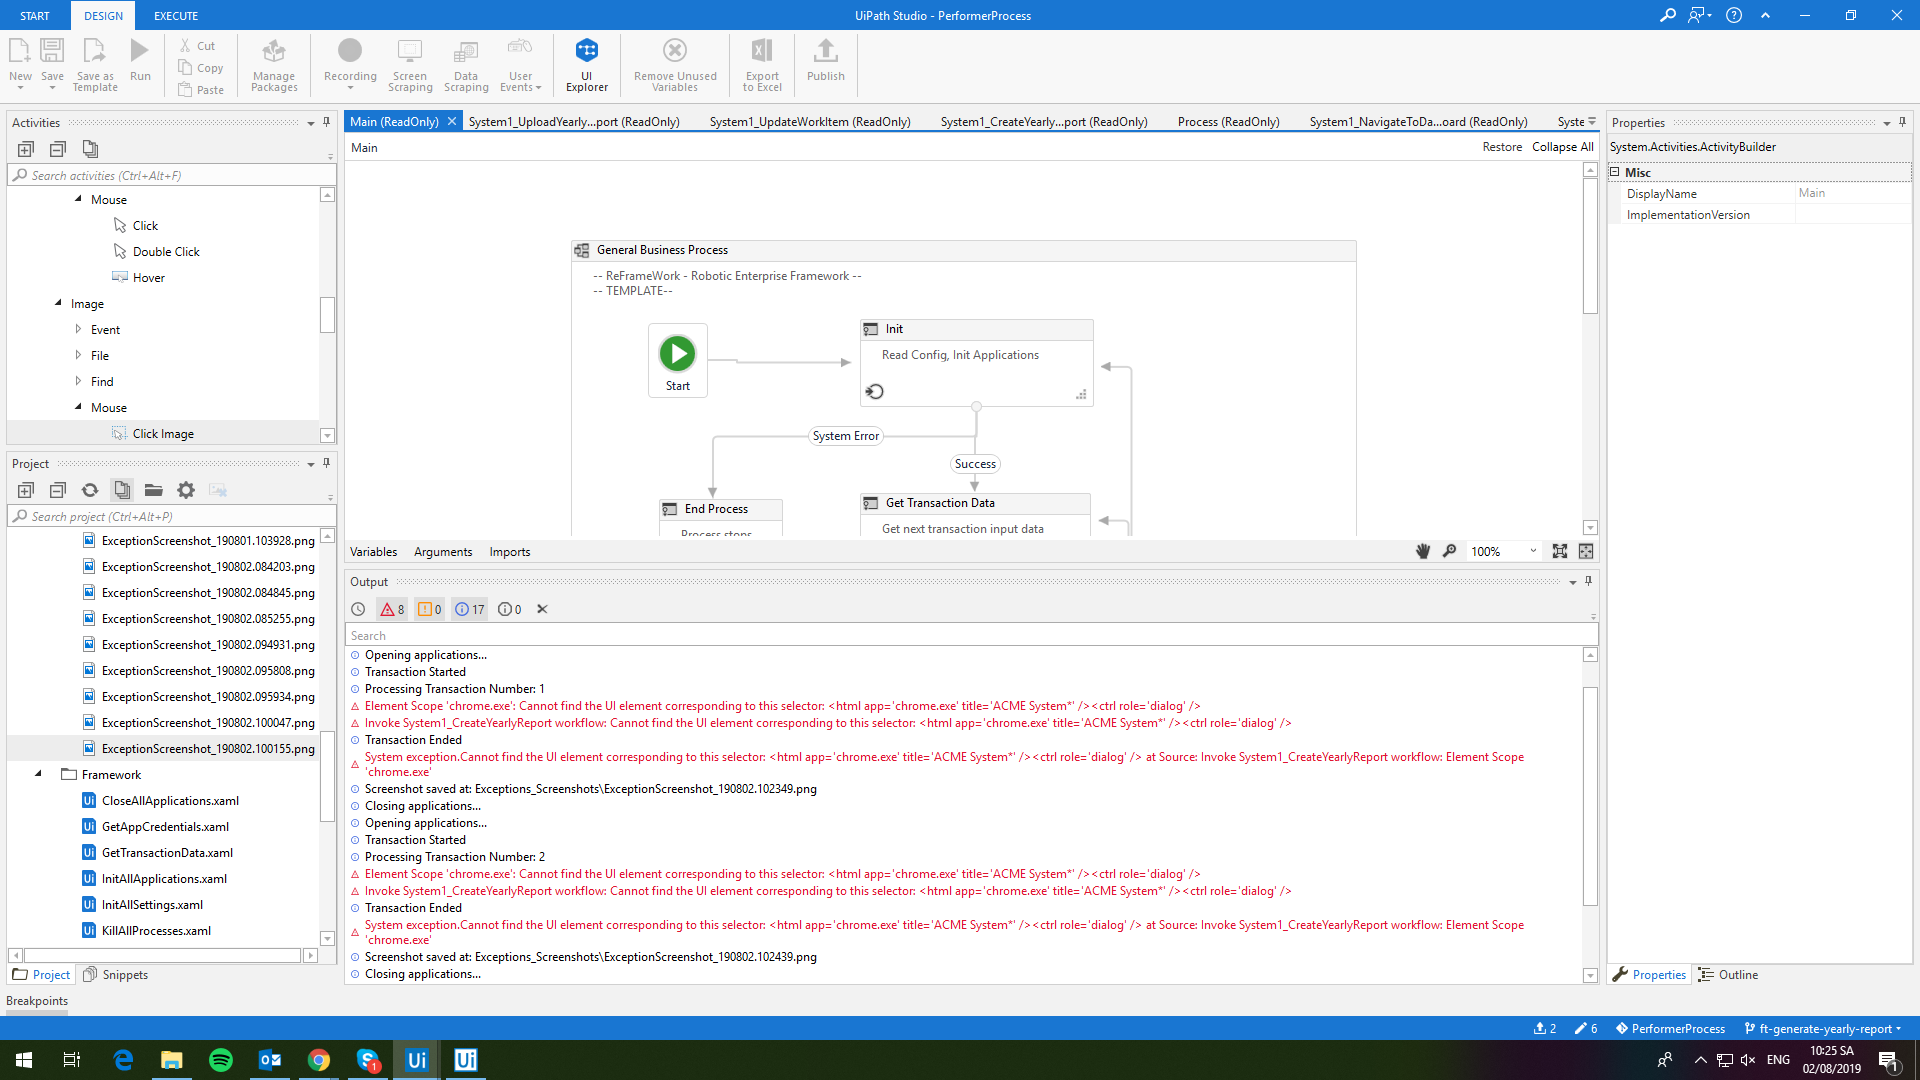 START
DESIGN
EXECUTE
UiPath Studio - PerformerProcess
New
Save
Save as
Template
Run
Cut
Copy
Paste
Manage
Packages
Recording
Screen
Scraping
Data
Scraping
User
Events
UI
Explorer
Remove Unused
Variables
Export
to Excel
Publish
Activities
Search activities (Ctrl+Alt+F)
Mouse
Click
Double Click
Hover
Image
Event
File
Find
Mouse
Click Image
Project
Search project (Ctrl+Alt+P)
ExceptionScreenshot_190801.103928.png
ExceptionScreenshot_190802.084203.png
ExceptionScreenshot_190802.084845.png
ExceptionScreenshot_190802.085255.png
ExceptionScreenshot_190802.094931.png
ExceptionScreenshot_190802.095808.png
ExceptionScreenshot_190802.095934.png
ExceptionScreenshot_190802.100047.png
ExceptionScreenshot_190802.100155.png
Framework
CloseAllApplications.xaml
GetAppCredentials.xaml
GetTransactionData.xaml
InitAllApplications.xaml
InitAllSettings.xaml
KillAllProcesses.xaml
Project
Snippets
Breakpoints
Main (ReadOnly)
System1_UploadYearly...port (ReadOnly)
System1_UpdateWorkItem (ReadOnly)
System1_CreateYearly...port (ReadOnly)
Process (ReadOnly)
System1_NavigateToDa...oard (ReadOnly)
Syste
Main
Restore
Collapse All
General Business Process
-- ReFrameWork - Robotic Enterprise Framework --
-- TEMPLATE--
Start
Init
Read Config, Init Applications
System Error
Success
End Process
Process stops
Get Transaction Data
Get next transaction input data
Variables
Arguments
Imports
100%
Output
8
0
17
0
Search
Opening applications...
Transaction Started
Processing Transaction Number: 1
Element Scope 'chrome.exe': Cannot find the UI element corresponding to this selector: <html app='chrome.exe' title='ACME System*' /><ctrl role='dialog' />
Invoke System1_CreateYearlyReport workflow: Cannot find the UI element corresponding to this selector: <html app='chrome.exe' title='ACME System*' /><ctrl role='dialog' />
Transaction Ended
System exception.Cannot find the UI element corresponding to this selector: <html app='chrome.exe' title='ACME System*' /><ctrl role='dialog' /> at Source: Invoke System1_CreateYearlyReport workflow: Element Scope
'chrome.exe'
Screenshot saved at: Exceptions_Screenshots\ExceptionScreenshot_190802.102349.png
Closing applications...
Opening applications...
Transaction Started
Processing Transaction Number: 2
Element Scope 'chrome.exe': Cannot find the UI element corresponding to this selector: <html app='chrome.exe' title='ACME System*' /><ctrl role='dialog' />
Invoke System1_CreateYearlyReport workflow: Cannot find the UI element corresponding to this selector: <html app='chrome.exe' title='ACME System*' /><ctrl role='dialog' />
Transaction Ended
System exception.Cannot find the UI element corresponding to this selector: <html app='chrome.exe' title='ACME System*' /><ctrl role='dialog' /> at Source: Invoke System1_CreateYearlyReport workflow: Element Scope
'chrome.exe'
Screenshot saved at: Exceptions_Screenshots\ExceptionScreenshot_190802.102439.png
Closing applications...
Properties
System.Activities.ActivityBuilder
Misc
DisplayName
Main
ImplementationVersion
Properties
Outline
2
6
PerformerProcess
ft-generate-yearly-report
ENG
10:25 SA
02/08/2019